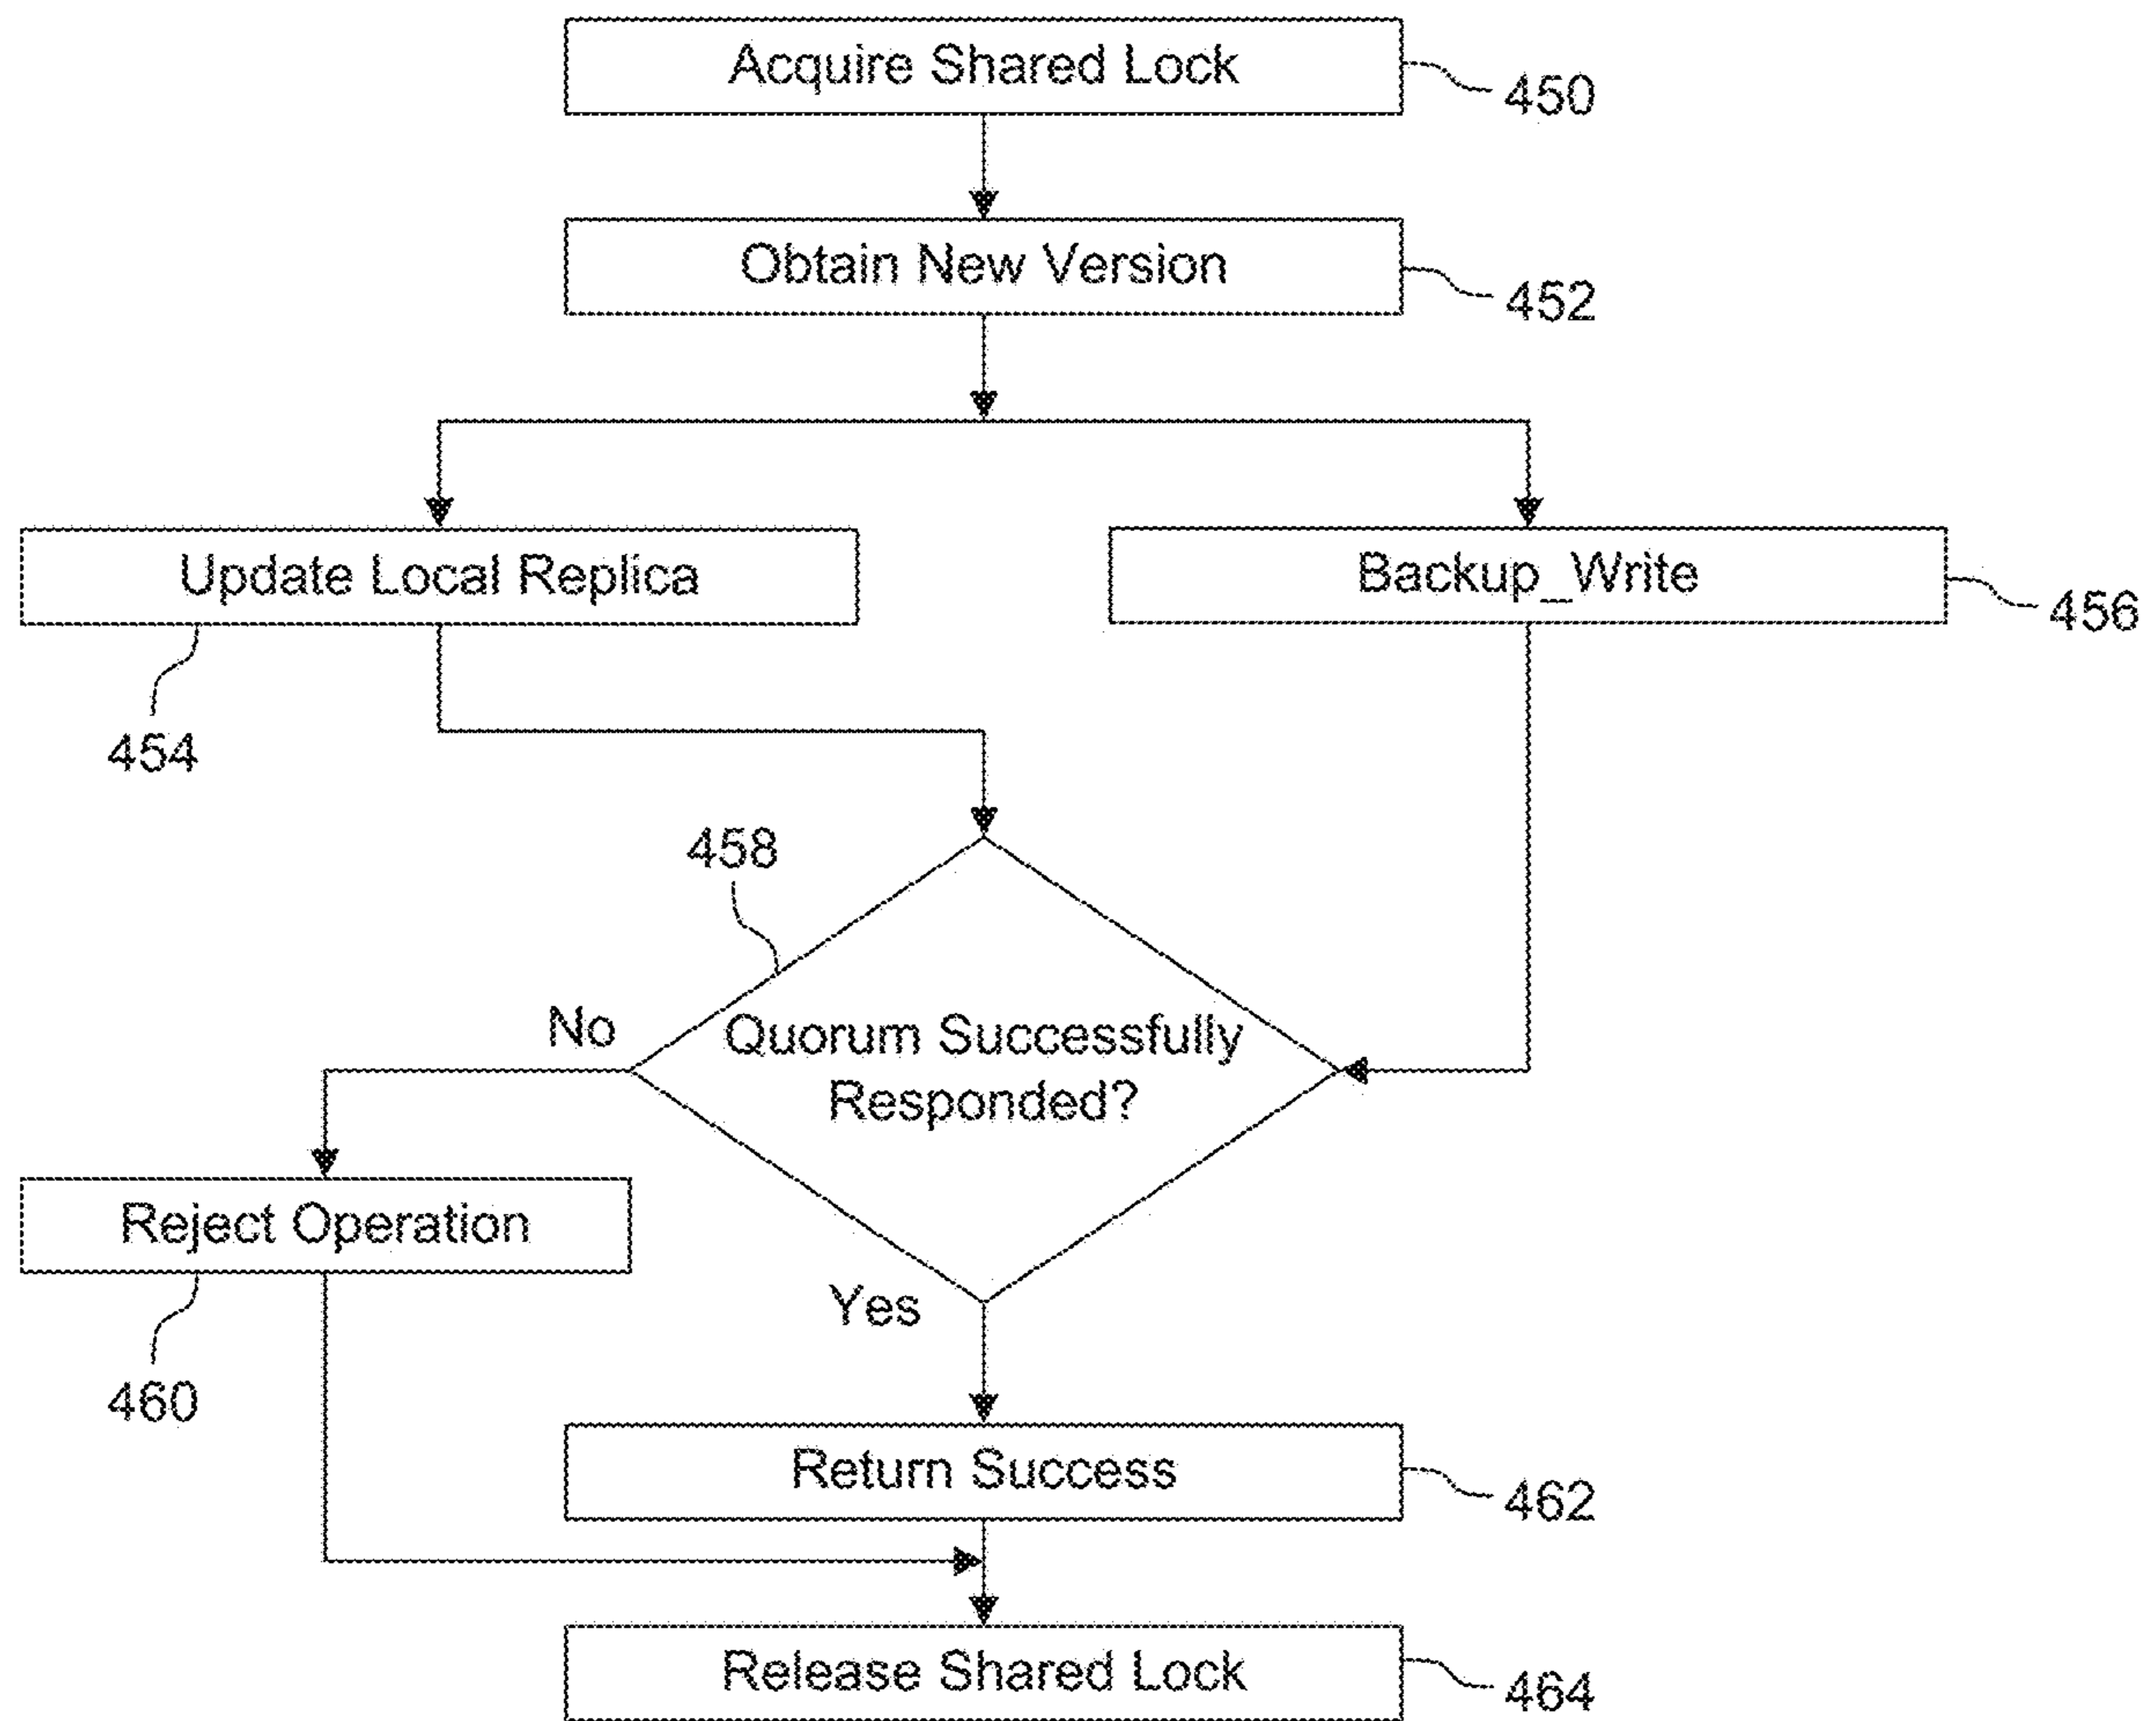 Acquire Shared Lock
450
Obtain New Version
452
Update Local Replica
Backup_Write
456
454
458
No
Quorum Successfully
Responded?
Reject Operation
Yes
460
Return Success
462
Release Shared Lock
464